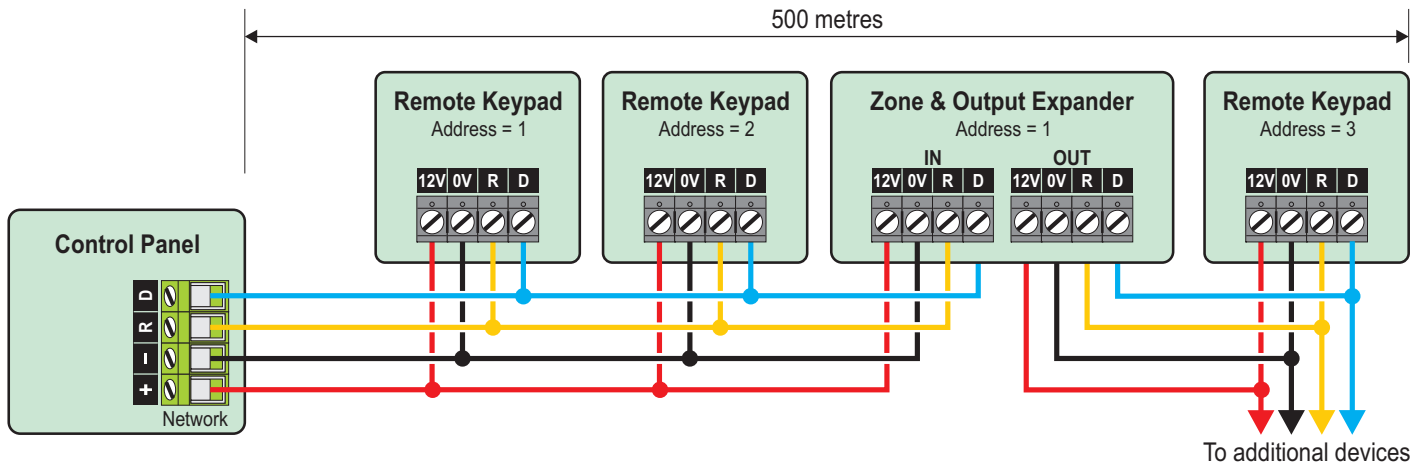 500 metres
Remote Keypad
Address = 1
12V 0V R D
Remote Keypad
Address = 2
12V 0V R D
Zone & Output Expander
Address = 1
IN
12V 0V R D
OUT
12V 0V R D
Remote Keypad
Address = 3
12V 0V R D
Control Panel
D
R
–
+
Network
To additional devices